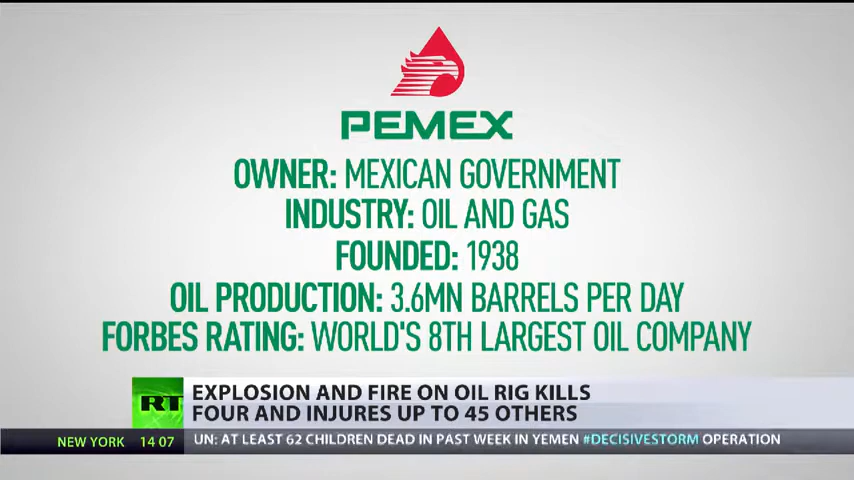 PEMEX
OWNER: MEXICAN GOVERNMENT
INDUSTRY: OIL AND GAS
FOUNDED: 1938
OIL PRODUCTION: 3.6MN BARRELS PER DAY
FORBES RATING: WORLD'S 8TH LARGEST OIL COMPANY
RT
EXPLOSION AND FIRE ON OIL RIG KILLS
FOUR AND INJURES UP TO 45 OTHERS
NEW YORK 14 07 UN: AT LEAST 62 CHILDREN DEAD IN PAST WEEK IN YEMEN #DECISIVESTORM OPERATION